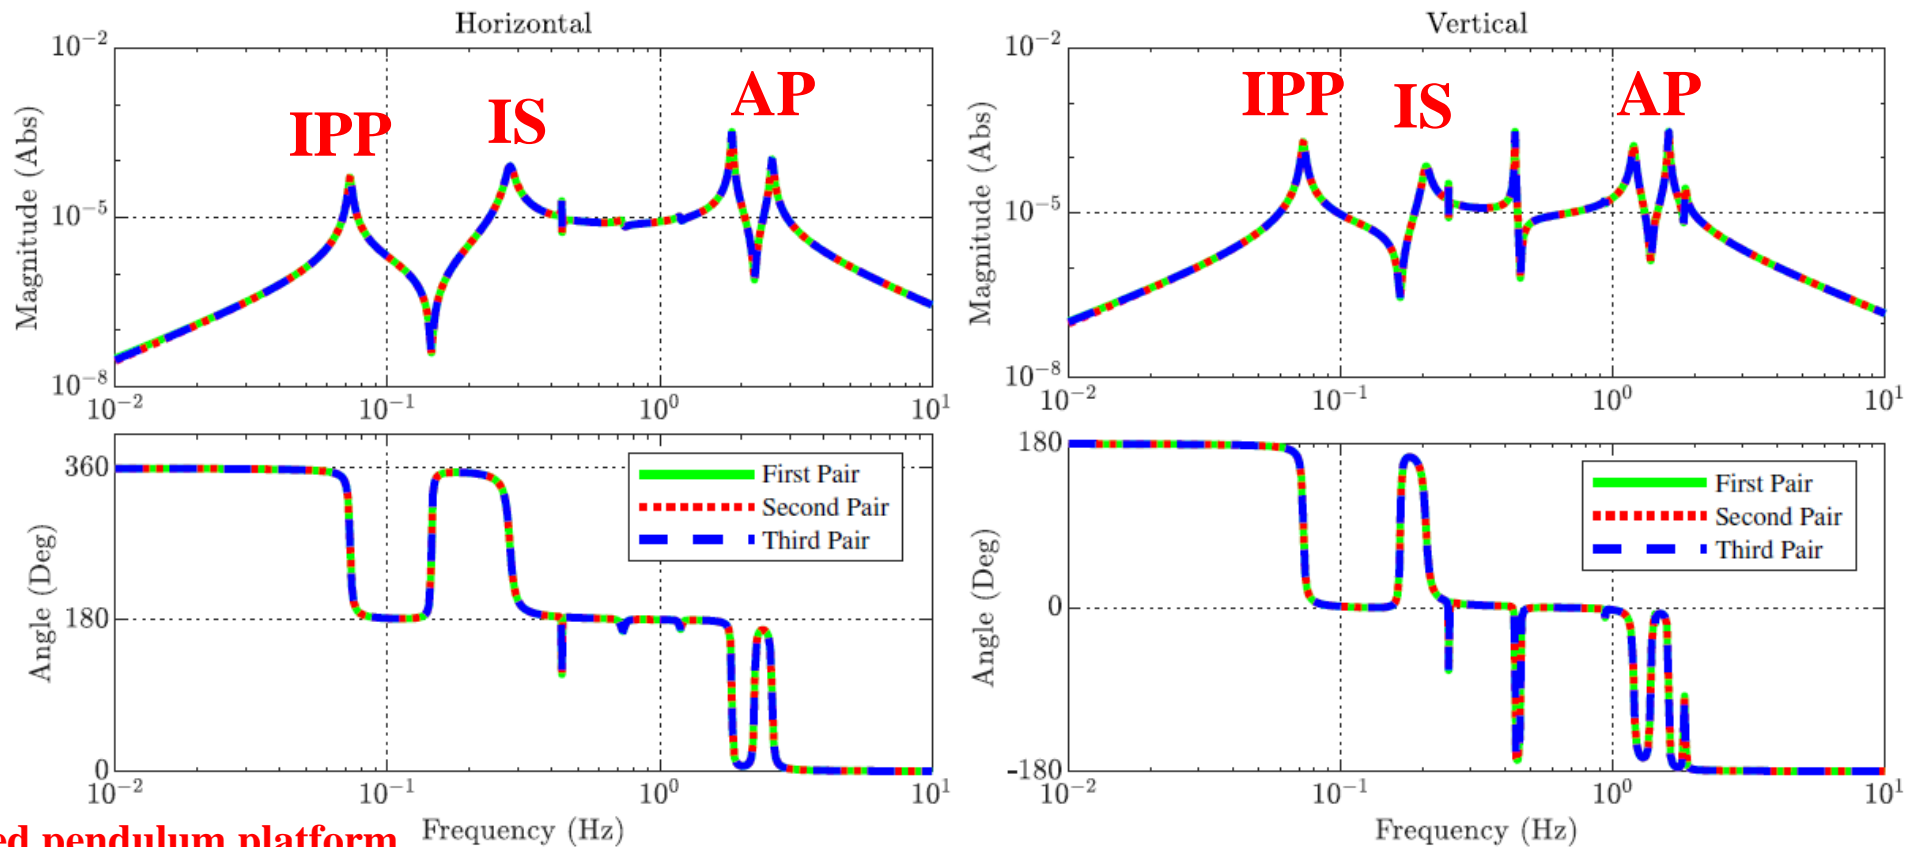 Horizontal
10^-2
10^-5
10^-8
Magnitude (Abs)
IPP
IS
AP
10^-2
10^-1
10^0
10^1
360
180
0
Angle (Deg)
First Pair
Second Pair
Third Pair
10^-2
10^-1
10^0
10^1
Frequency (Hz)
Vertical
10^-2
10^-5
10^-8
Magnitude (Abs)
IPP
IS
AP
10^-2
10^-1
10^0
10^1
180
0
-180
Angle (Deg)
First Pair
Second Pair
Third Pair
10^-2
10^-1
10^0
10^1
Frequency (Hz)
pendulum platform